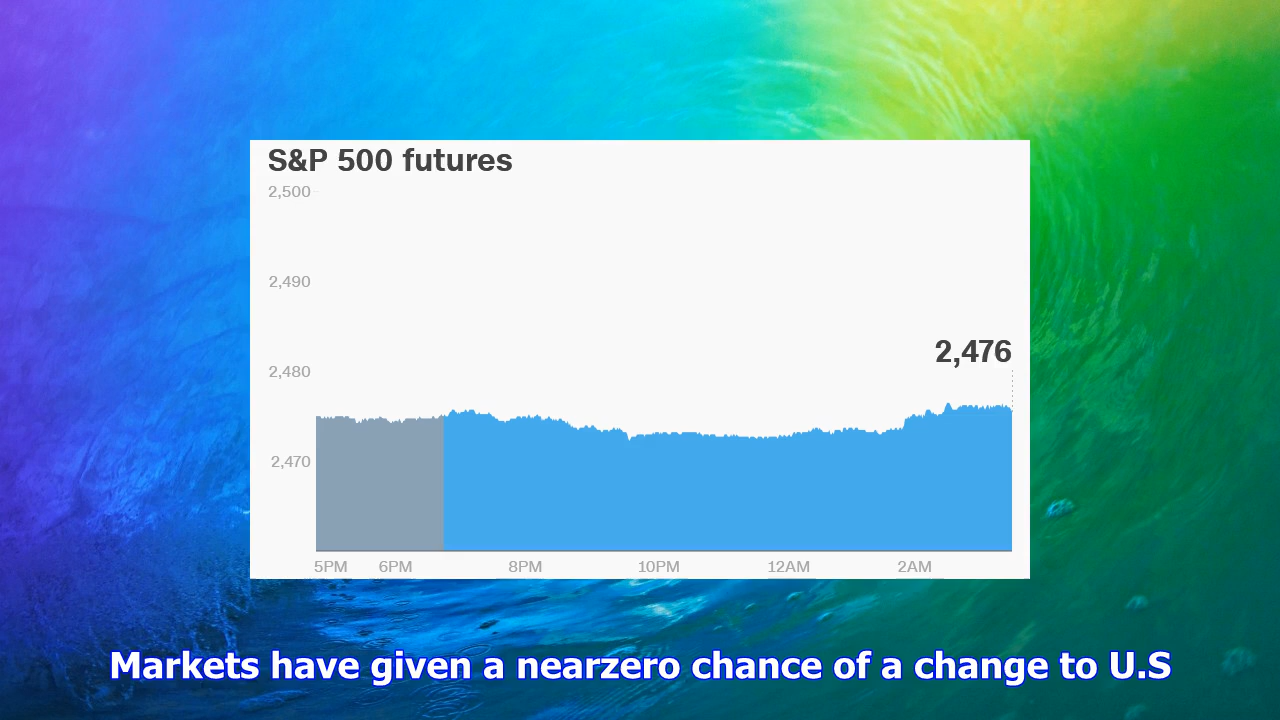 S&P 500 futures
2,500
2,490
2,480
2,476
2,470
5PM 6PM 8PM 10PM 12AM 2AM
Markets have given a nearzero chance of a change to U.S